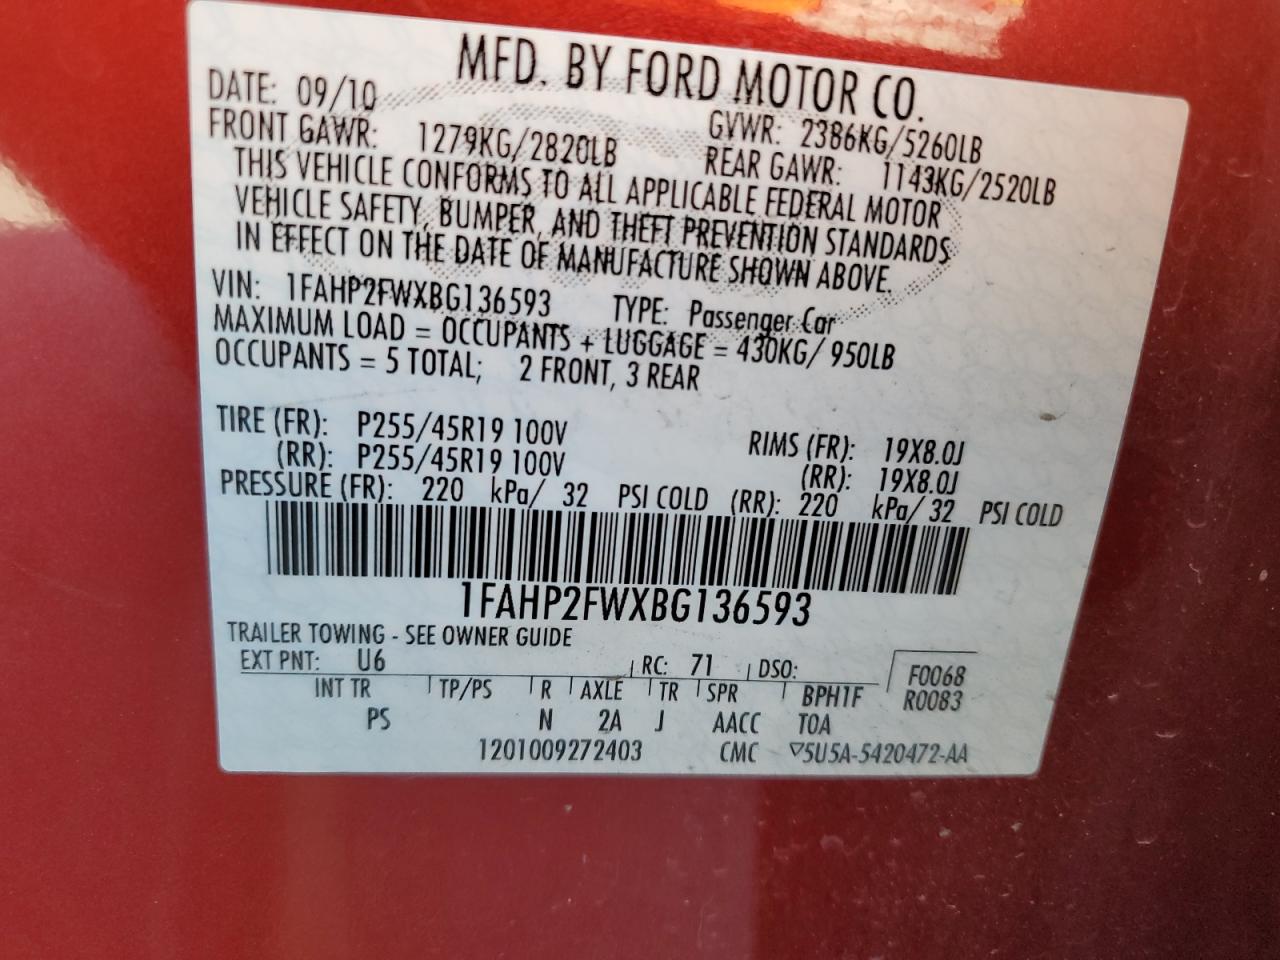 MFD. BY FORD MOTOR CO.
DATE: 09/10 GVWR: 2386KG/5260LB
FRONT GAWR: 1279KG/2820LB REAR GAWR: 1143KG/2520LB
THIS VEHICLE CONFORMS TO ALL APPLICABLE FEDERAL MOTOR
VEHICLE SAFETY, BUMPER, AND THEFT PREVENTION STANDARDS
IN EFFECT ON THE DATE OF MANUFACTURE SHOWN ABOVE.
VIN: 1FAHP2FWXBG136593 TYPE: Passenger Car
MAXIMUM LOAD = OCCUPANTS + LUGGAGE = 430KG/ 950LB
OCCUPANTS = 5 TOTAL; 2 FRONT, 3 REAR
TIRE (FR): P255/45R19 100V RIMS (FR): 19X8.0J
(RR): P255/45R19 100V (RR): 19X8.0J
PRESSURE (FR): 220 kPa/ 32 PSI COLD (RR): 220 kPa/ 32 PSI COLD
1FAHP2FWXBG136593
TRAILER TOWING - SEE OWNER GUIDE
EXT PNT: U6 RC: 71 DSO: F0068
INT TR TP/PS R AXLE TR SPR BPH1F R0083
PS N 2A J AACC TOA
1201009272403 CMC ▽5U5A-5420472-AA